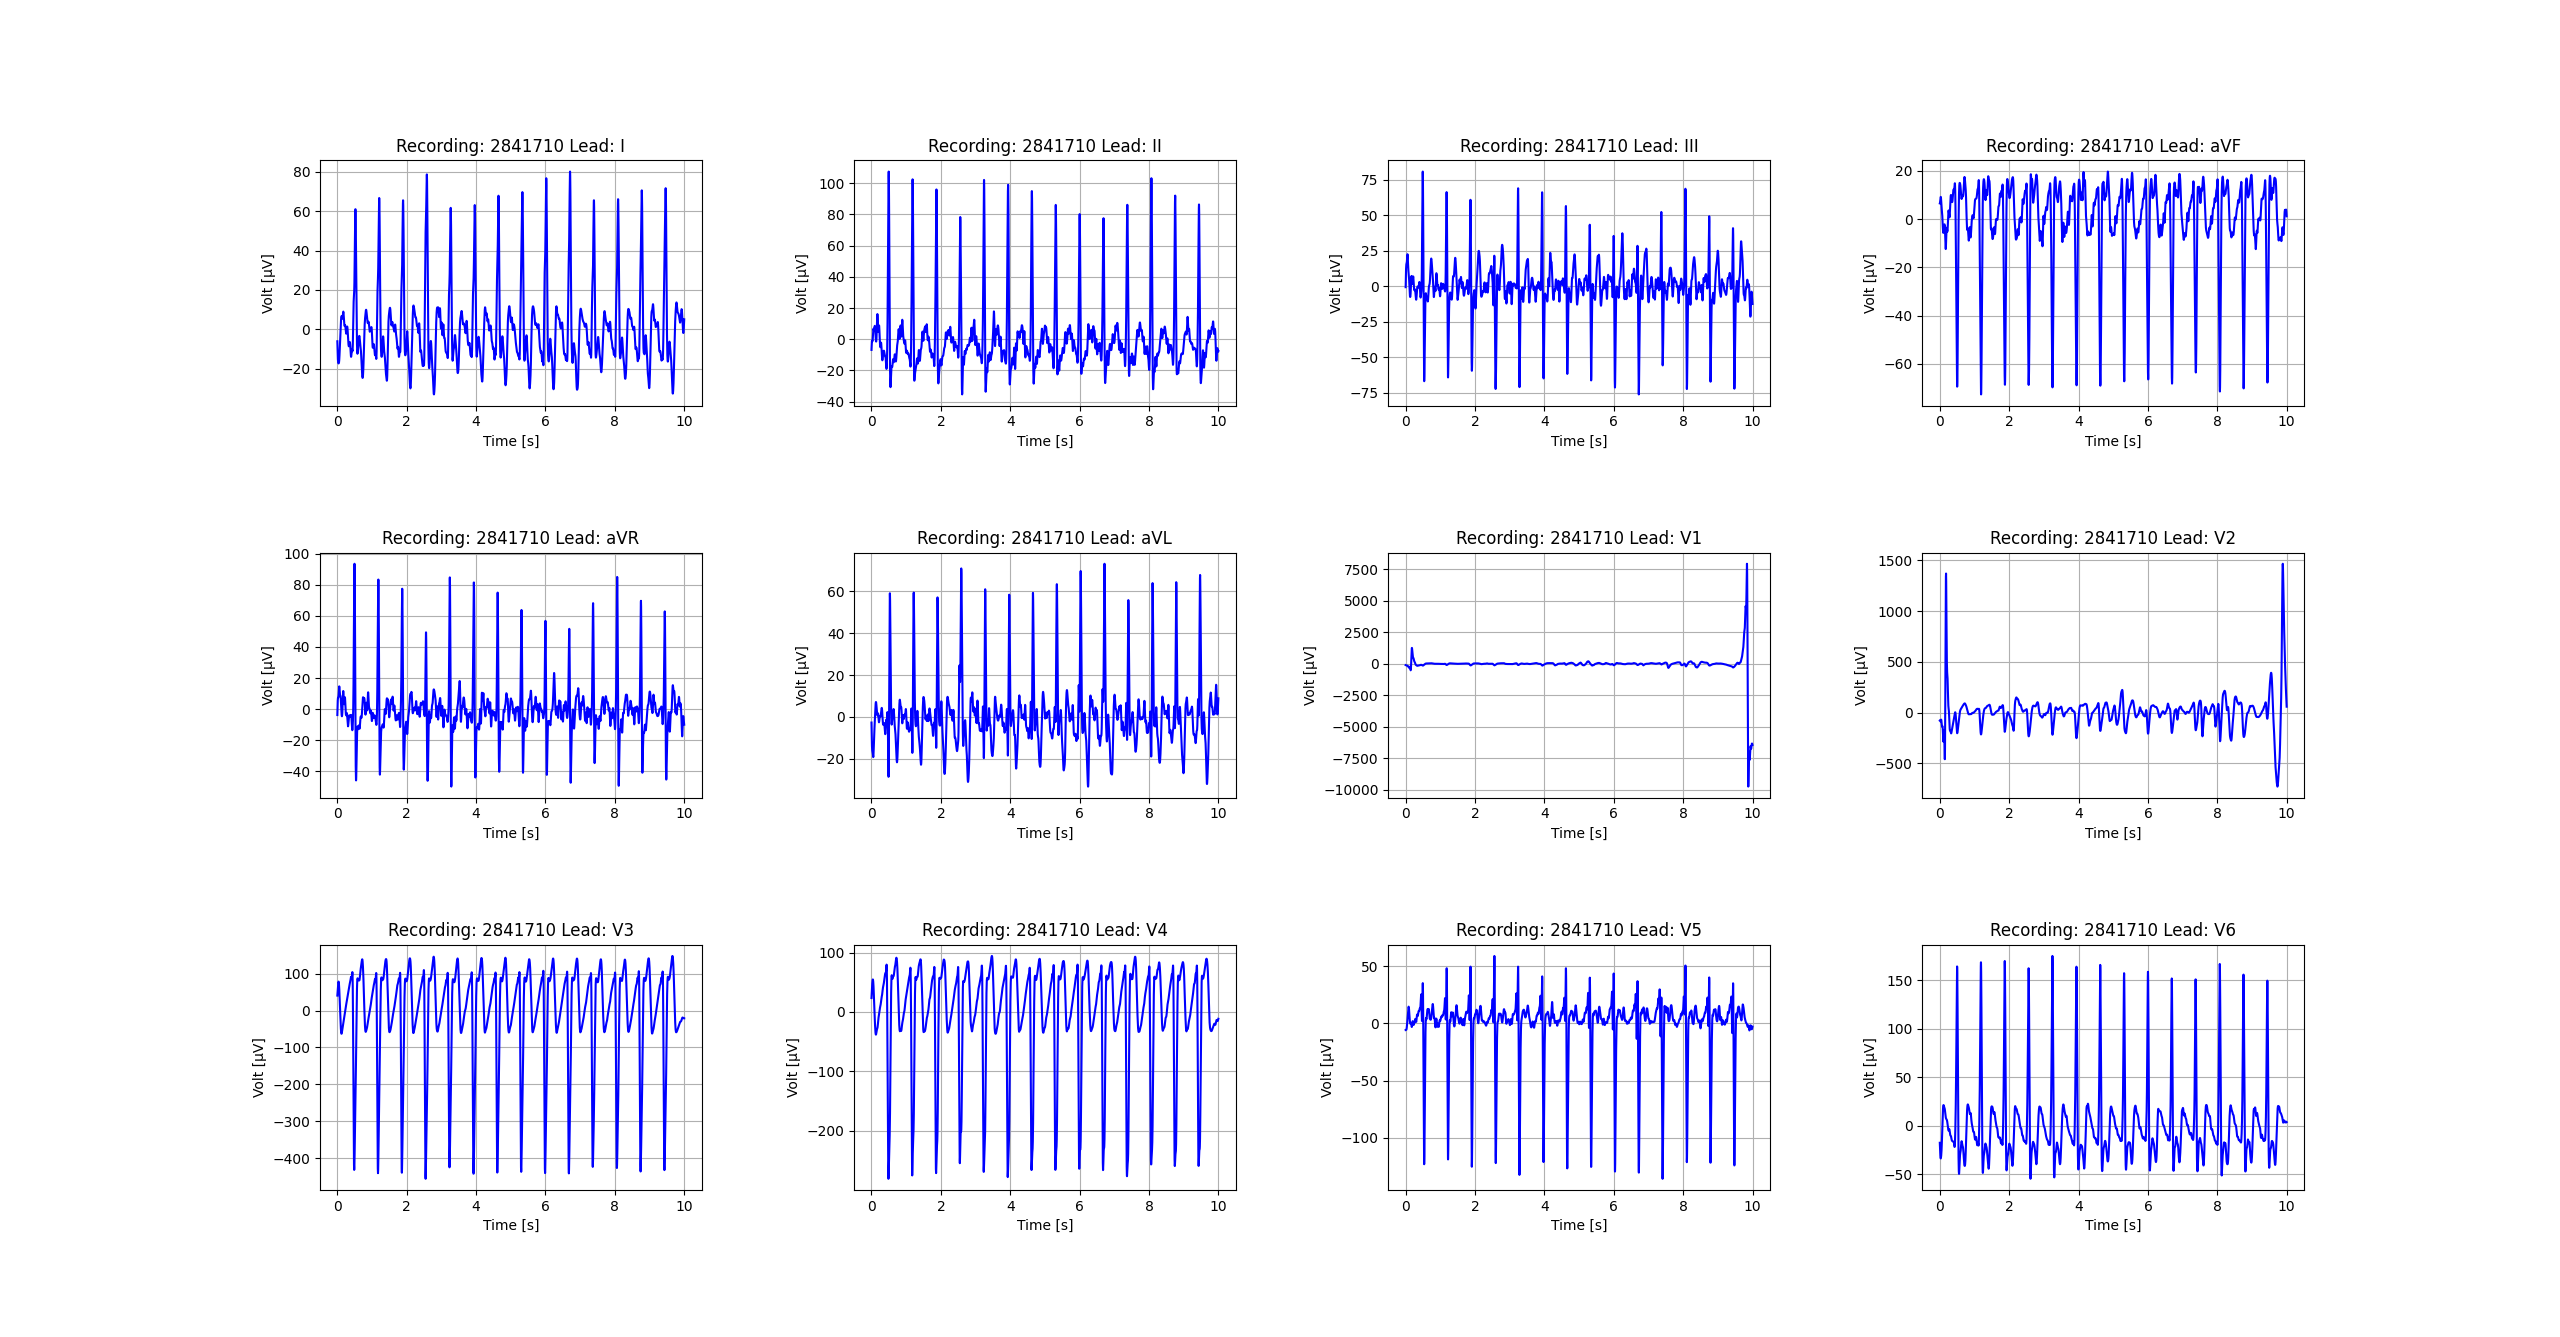 Recording: 2841710 Lead: I
Volt [µV]
80
60
40
20
0
−20
0 2 4 6 8 10
Time [s]
Recording: 2841710 Lead: II
Volt [µV]
100
80
60
40
20
0
−20
−40
0 2 4 6 8 10
Time [s]
Recording: 2841710 Lead: III
Volt [µV]
75
50
25
0
−25
−50
−75
0 2 4 6 8 10
Time [s]
Recording: 2841710 Lead: aVF
Volt [µV]
20
0
−20
−40
−60
0 2 4 6 8 10
Time [s]
Recording: 2841710 Lead: aVR
Volt [µV]
100
80
60
40
20
0
−20
−40
0 2 4 6 8 10
Time [s]
Recording: 2841710 Lead: aVL
Volt [µV]
60
40
20
0
−20
0 2 4 6 8 10
Time [s]
Recording: 2841710 Lead: V1
Volt [µV]
7500
5000
2500
0
−2500
−5000
−7500
−10000
0 2 4 6 8 10
Time [s]
Recording: 2841710 Lead: V2
Volt [µV]
1500
1000
500
0
−500
0 2 4 6 8 10
Time [s]
Recording: 2841710 Lead: V3
Volt [µV]
100
0
−100
−200
−300
−400
0 2 4 6 8 10
Time [s]
Recording: 2841710 Lead: V4
Volt [µV]
100
0
−100
−200
0 2 4 6 8 10
Time [s]
Recording: 2841710 Lead: V5
Volt [µV]
50
0
−50
−100
0 2 4 6 8 10
Time [s]
Recording: 2841710 Lead: V6
Volt [µV]
150
100
50
0
−50
0 2 4 6 8 10
Time [s]